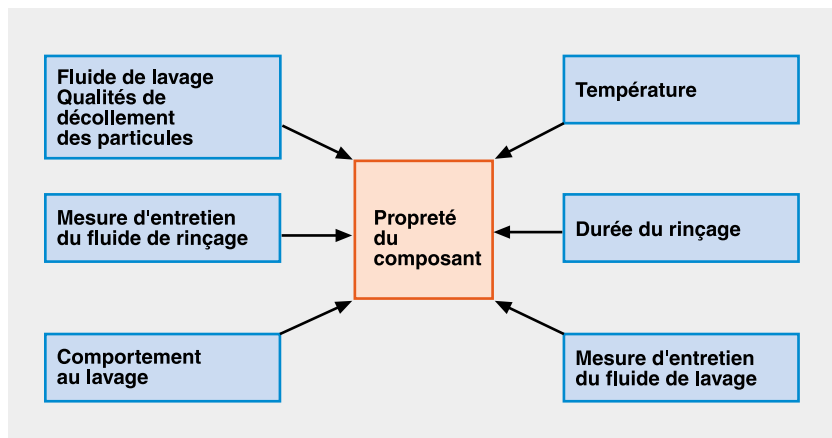 Fluide de lavage
Qualités de
décollement
des particules
Température
Mesure d'entretien
du fluide de rinçage
Propreté
du
composant
Durée du rinçage
Comportement
au lavage
Mesure d'entretien
du fluide de lavage